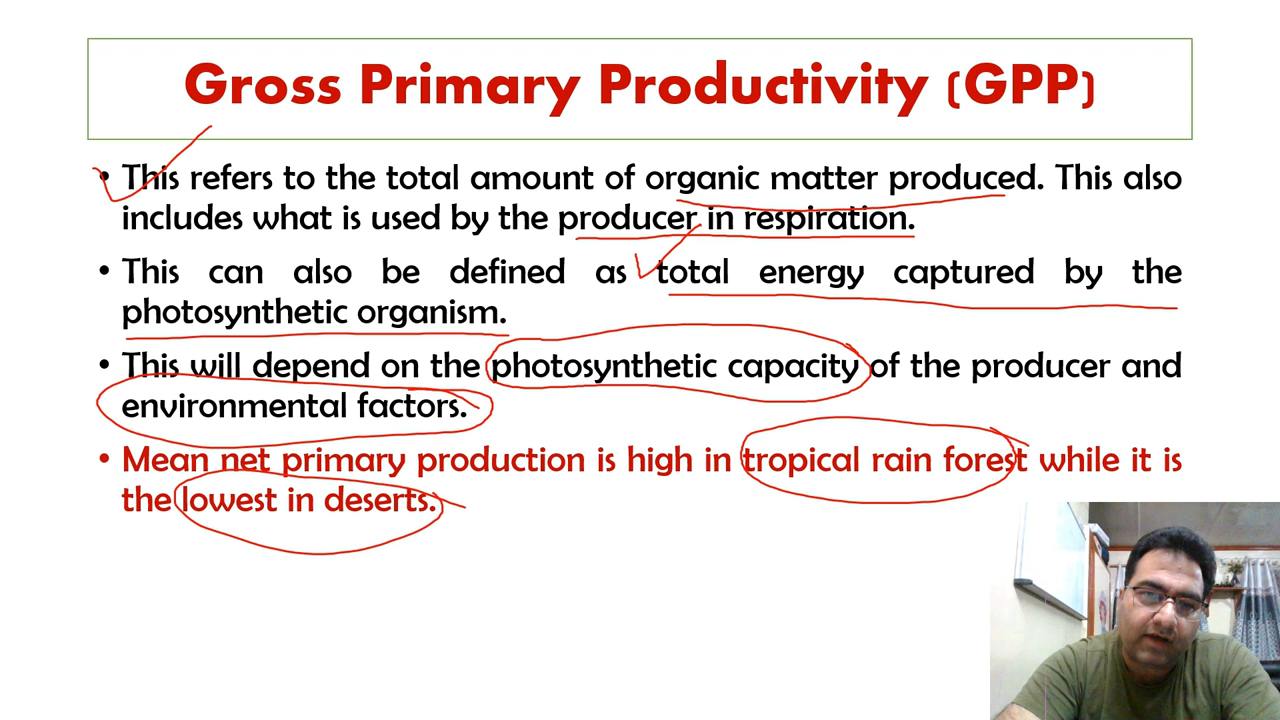 Gross Primary Productivity (GPP)
• This refers to the total amount of organic matter produced. This also
includes what is used by the producer in respiration.
• This can also be defined as total energy captured by the
photosynthetic organism.
• This will depend on the photosynthetic capacity of the producer and
environmental factors.
• Mean net primary production is high in tropical rain forest while it is
the lowest in deserts.